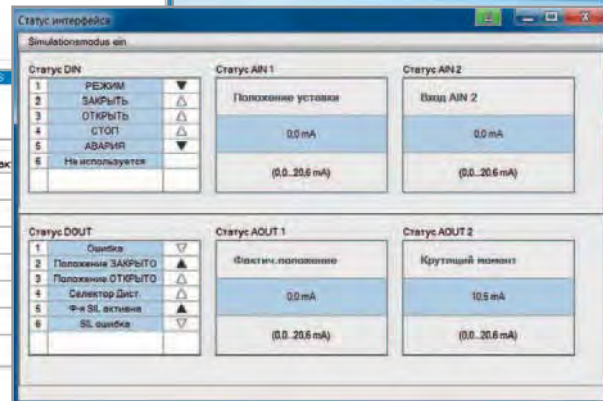 Статус интерфейса
Simulationsmodus ein
Статус DIN
1 РЕЖИМ ▼
2 ЗАКРЫТЬ △
3 ОТКРЫТЬ △
4 СТОП △
5 АВАРИЯ ▼
6 Не используется
Статус AIN 1
Положение уставки
0.0 mA
(0,0...20,6 mA)
Статус AIN 2
Вход AIN 2
0.0 mA
(0,0...20,6 mA)
Статус DOUT
1 Ошибка ▽
2 Положение ЗАКРЫТО ▲
3 Положение ОТКРЫТО △
4 Селектор Дист. △
5 Ф-я SIL активна ▲
6 SIL ошибка ▽
Статус AOUT 1
Фактич.положение
0.0 mA
(0,0...20,6 mA)
Статус AOUT 2
Крутящий момент
10.5 mA
(0,0...20,6 mA)